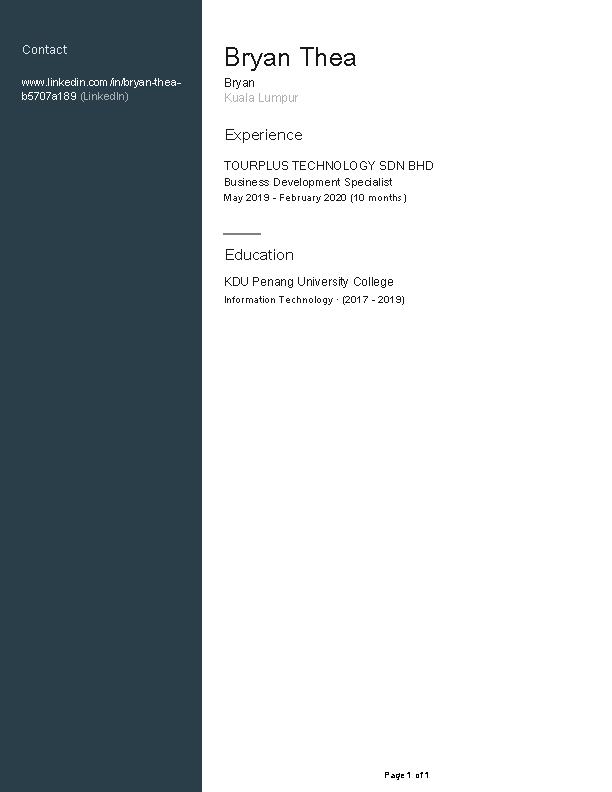 Contact
www.linkedin.com/in/bryan-thea-
b5707a189 (LinkedIn)
Bryan Thea
Bryan
Kuala Lumpur
Experience
TOURPLUS TECHNOLOGY SDN BHD
Business Development Specialist
May 2019 - February 2020 (10 months)
Education
KDU Penang University College
Information Technology · (2017 - 2019)
Page 1 of 1